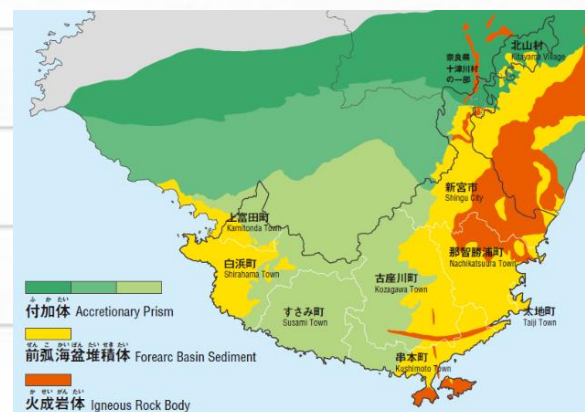 北山村
Kitayama Village
奈良県
十津川村
の一部
新宮市
Shingu City
上富田町
Kamitonda Town
那智勝浦町
Nachikatsuura Town
白浜町
Shirahama Town
古座川町
Kozagawa Town
太地町
Taiji Town
すさみ町
Susami Town
串本町
Kushimoto Town
ふ か たい
付加体 Accretionary Prism
ぜん こ かい ぼん たい せき たい
前弧海盆堆積体 Forearc Basin Sediment
か せい がん たい
火成岩体 Igneous Rock Body